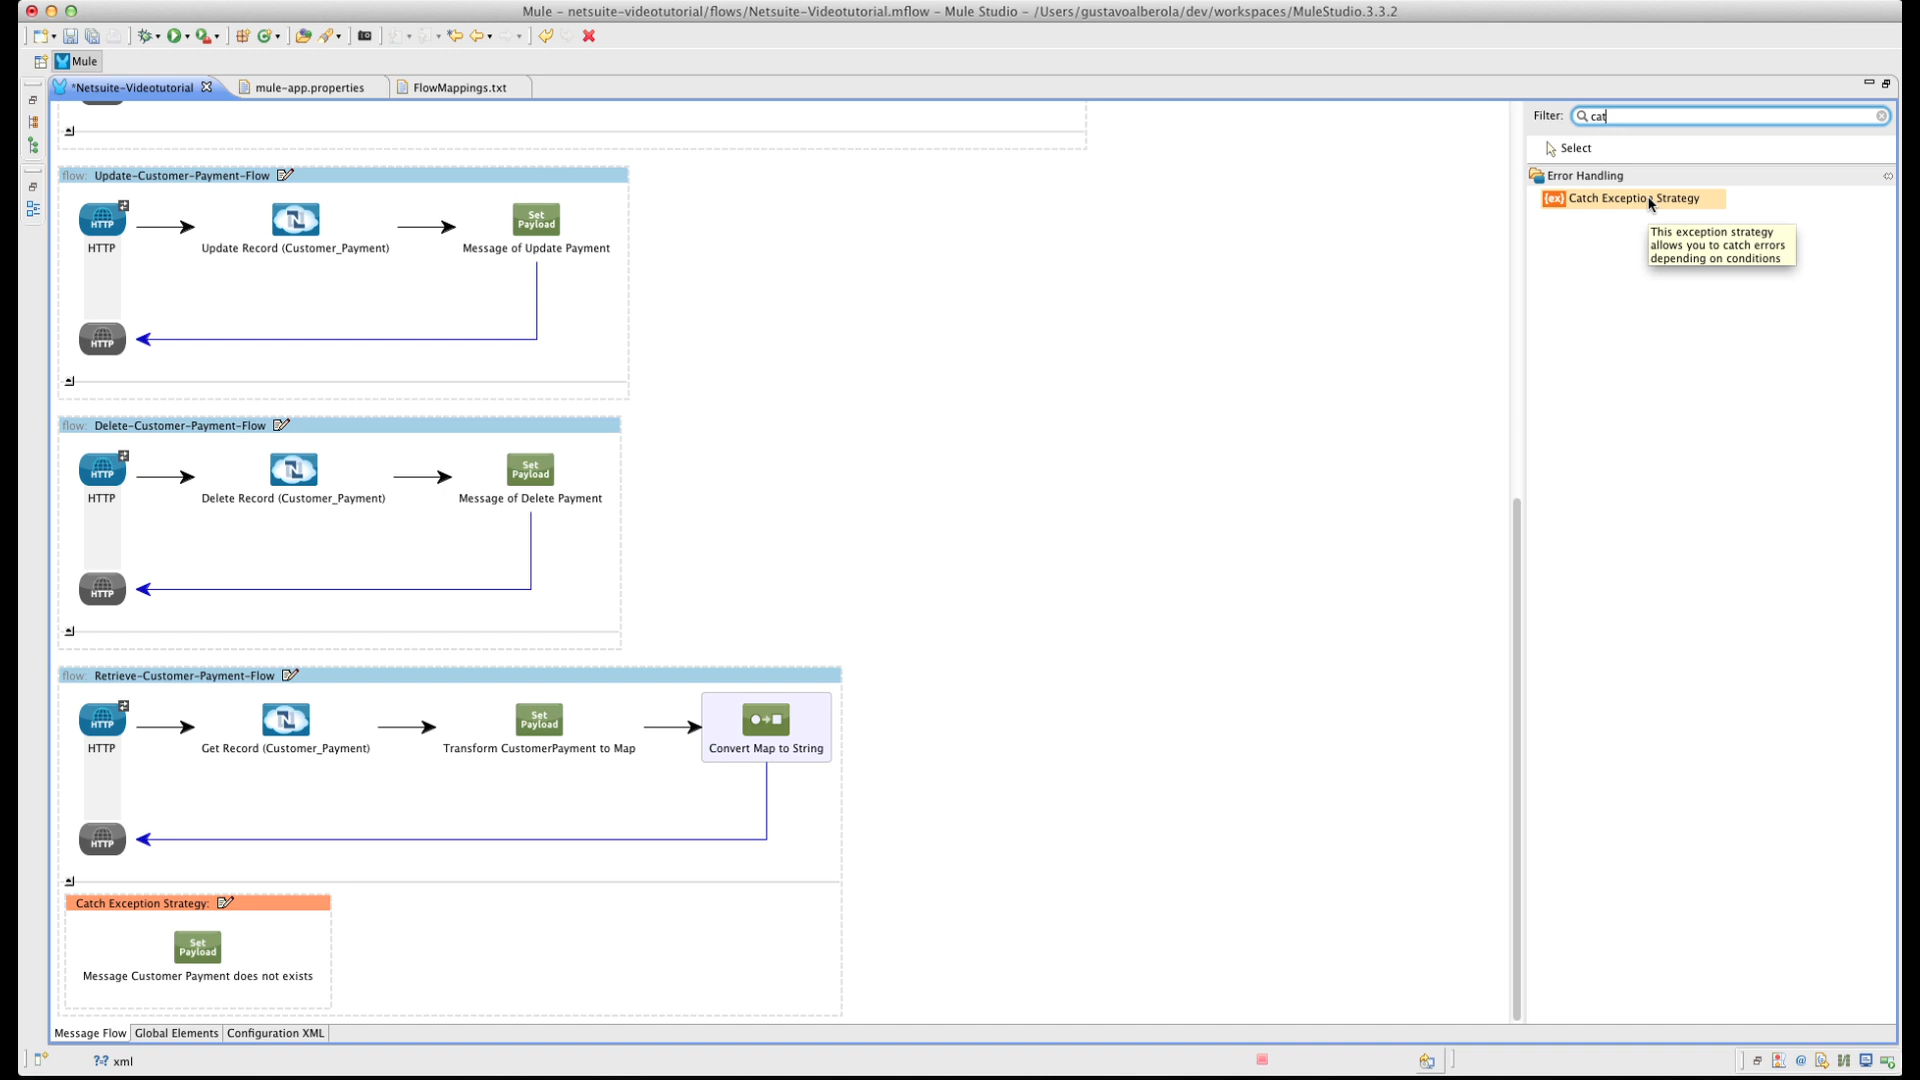 Mule – netsuite-videotutorial/flows/Netsuite-Videotutorial.mflow – Mule Studio – /Users/gustavoalberola/dev/workspaces/MuleStudio.3.3.2
Mule
*Netsuite-Videotutorial
mule-app.properties
FlowMappings.txt
Filter:
cat
Select
Error Handling
{ex} Catch Exception Strategy
This exception strategy
allows you to catch errors
depending on conditions
flow: Update-Customer-Payment-Flow
HTTP
Set
Payload
HTTP
Update Record (Customer_Payment)
Message of Update Payment
HTTP
flow: Delete-Customer-Payment-Flow
HTTP
Set
Payload
HTTP
Delete Record (Customer_Payment)
Message of Delete Payment
HTTP
flow: Retrieve-Customer-Payment-Flow
HTTP
Set
Payload
HTTP
Get Record (Customer_Payment)
Transform CustomerPayment to Map
Convert Map to String
HTTP
Catch Exception Strategy:
Set
Payload
Message Customer Payment does not exists
Message Flow
Global Elements
Configuration XML
?-? xml